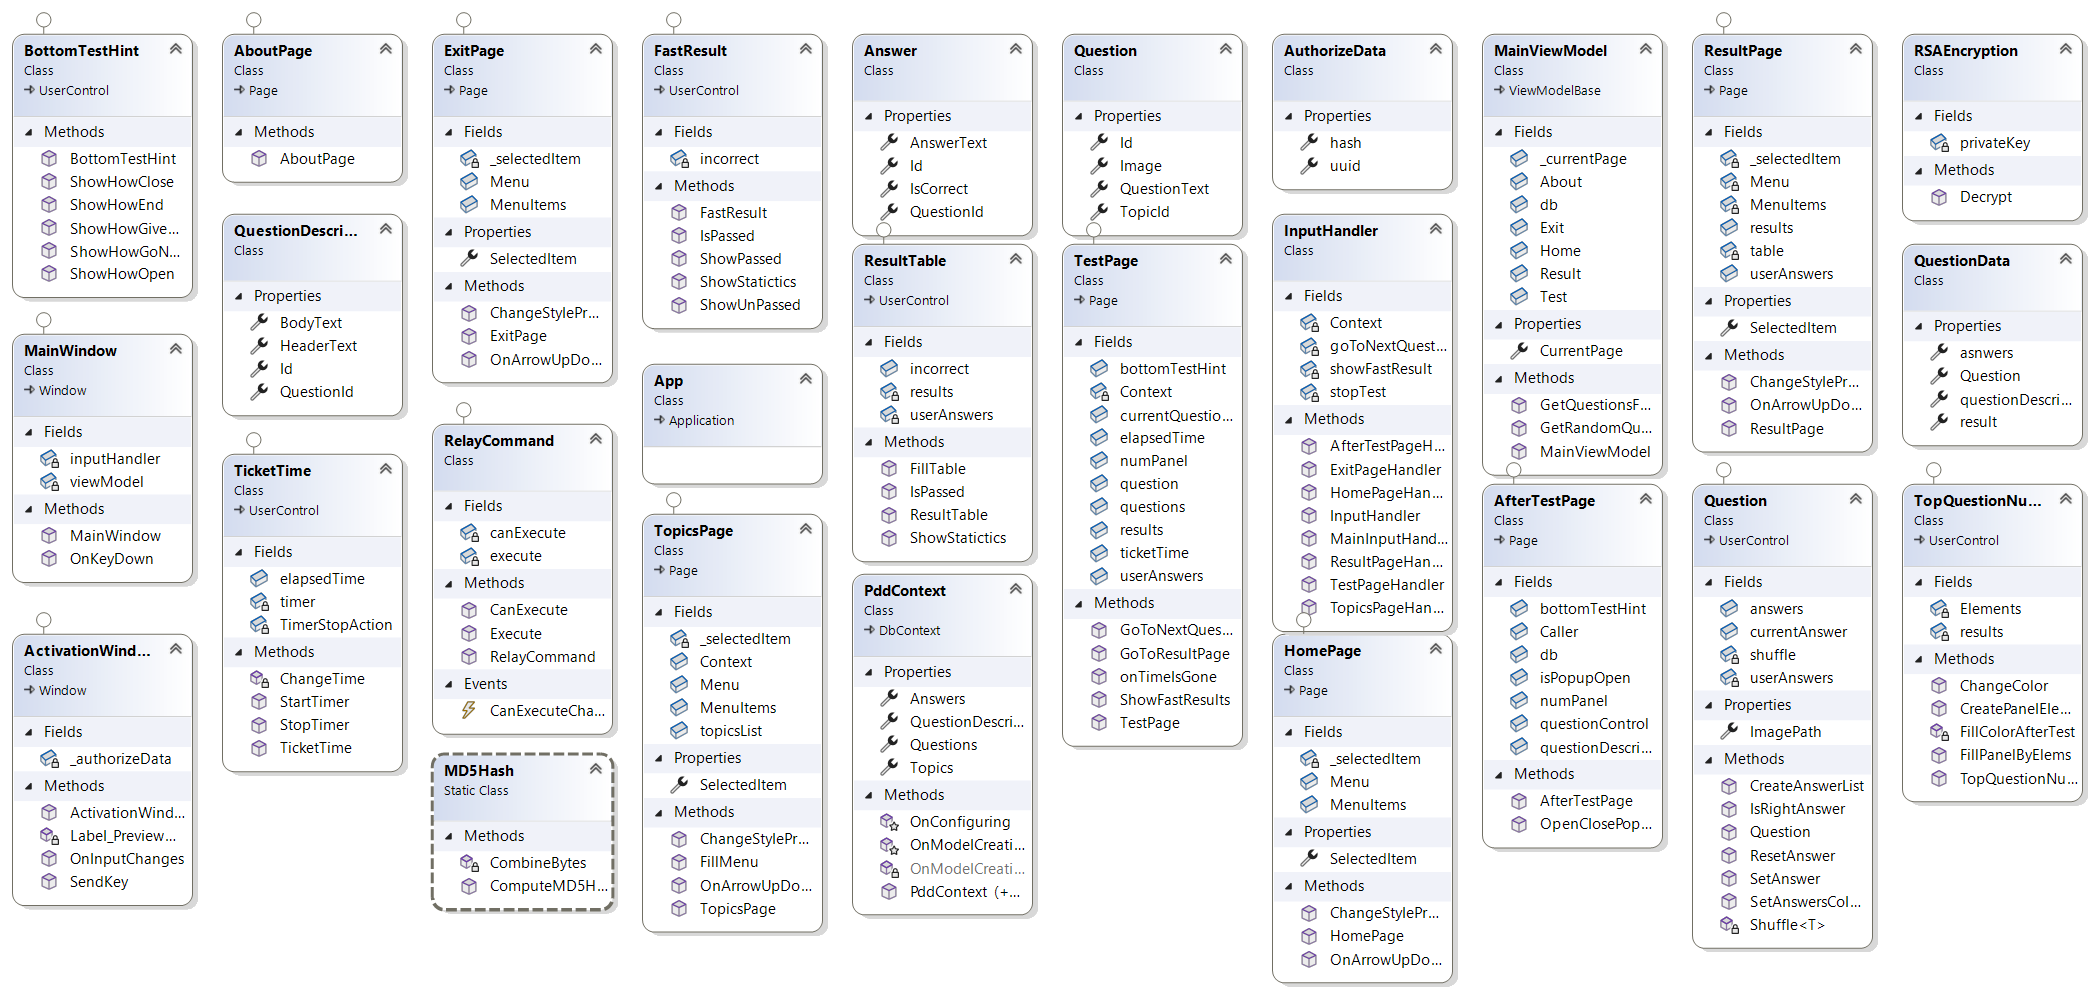 BottomTestHint
Class
UserControl
Methods
BottomTestHint
ShowHowClose
ShowHowEnd
ShowHowGive...
ShowHowGoN...
ShowHowOpen
MainWindow
Class
Window
Fields
inputHandler
viewModel
Methods
MainWindow
OnKeyDown
ActivationWind...
Class
Window
Fields
_authorizeData
Methods
ActivationWind...
Label_Preview...
OnInputChanges
SendKey
AboutPage
Class
Page
Methods
AboutPage
QuestionDescri...
Class
Properties
BodyText
HeaderText
Id
QuestionId
TicketTime
Class
UserControl
Fields
elapsedTime
timer
TimerStopAction
Methods
ChangeTime
StartTimer
StopTimer
TicketTime
ExitPage
Class
Page
Fields
_selectedItem
Menu
MenuItems
Properties
SelectedItem
Methods
ChangeStylePr...
ExitPage
OnArrowUpDo...
RelayCommand
Class
Fields
canExecute
execute
Methods
CanExecute
Execute
RelayCommand
Events
CanExecuteCha...
MD5Hash
Static Class
Methods
CombineBytes
ComputeMD5H...
FastResult
Class
UserControl
Fields
incorrect
Methods
FastResult
IsPassed
ShowPassed
ShowStatictics
ShowUnPassed
App
Class
Application
TopicsPage
Class
Page
Fields
_selectedItem
Context
Menu
MenuItems
topicsList
Properties
SelectedItem
Methods
ChangeStylePr...
FillMenu
OnArrowUpDo...
TopicsPage
Answer
Class
Properties
AnswerText
Id
IsCorrect
QuestionId
ResultTable
Class
UserControl
Fields
incorrect
results
userAnswers
Methods
FillTable
IsPassed
ResultTable
ShowStatictics
PddContext
Class
DbContext
Properties
Answers
QuestionDescri...
Questions
Topics
Methods
OnConfiguring
OnModelCreati...
OnModelCreati...
PddContext (+...
Question
Class
Properties
Id
Image
QuestionText
TopicId
TestPage
Class
Page
Fields
bottomTestHint
Context
currentQuestio...
elapsedTime
numPanel
question
questions
results
ticketTime
userAnswers
Methods
GoToNextQues...
GoToResultPage
onTimeIsGone
ShowFastResults
TestPage
AuthorizeData
Class
Properties
hash
uuid
InputHandler
Class
Fields
Context
goToNextQuest...
showFastResult
stopTest
Methods
AfterTestPageH...
ExitPageHandler
HomePageHan...
InputHandler
MainInputHand...
ResultPageHan...
TestPageHandler
TopicsPageHan...
HomePage
Class
Page
Fields
_selectedItem
Menu
MenuItems
Properties
SelectedItem
Methods
ChangeStylePr...
HomePage
OnArrowUpDo...
MainViewModel
Class
ViewModelBase
Fields
_currentPage
About
db
Exit
Home
Result
Test
Properties
CurrentPage
Methods
GetQuestionsF...
GetRandomQu...
MainViewModel
AfterTestPage
Class
Page
Fields
bottomTestHint
Caller
db
isPopupOpen
numPanel
questionControl
questionDescri...
Methods
AfterTestPage
OpenClosePop...
ResultPage
Class
Page
Fields
_selectedItem
Menu
MenuItems
results
table
userAnswers
Properties
SelectedItem
Methods
ChangeStylePr...
OnArrowUpDo...
ResultPage
Question
Class
UserControl
Fields
answers
currentAnswer
shuffle
userAnswers
Properties
ImagePath
Methods
CreateAnswerList
IsRightAnswer
Question
ResetAnswer
SetAnswer
SetAnswersCol...
Shuffle<T>
RSAEncryption
Class
Fields
privateKey
Methods
Decrypt
QuestionData
Class
Properties
asnwers
Question
questionDescri...
result
TopQuestionNu...
Class
UserControl
Fields
Elements
results
Methods
ChangeColor
CreatePanelEle...
FillColorAfterTest
FillPanelByElems
TopQuestionNu...